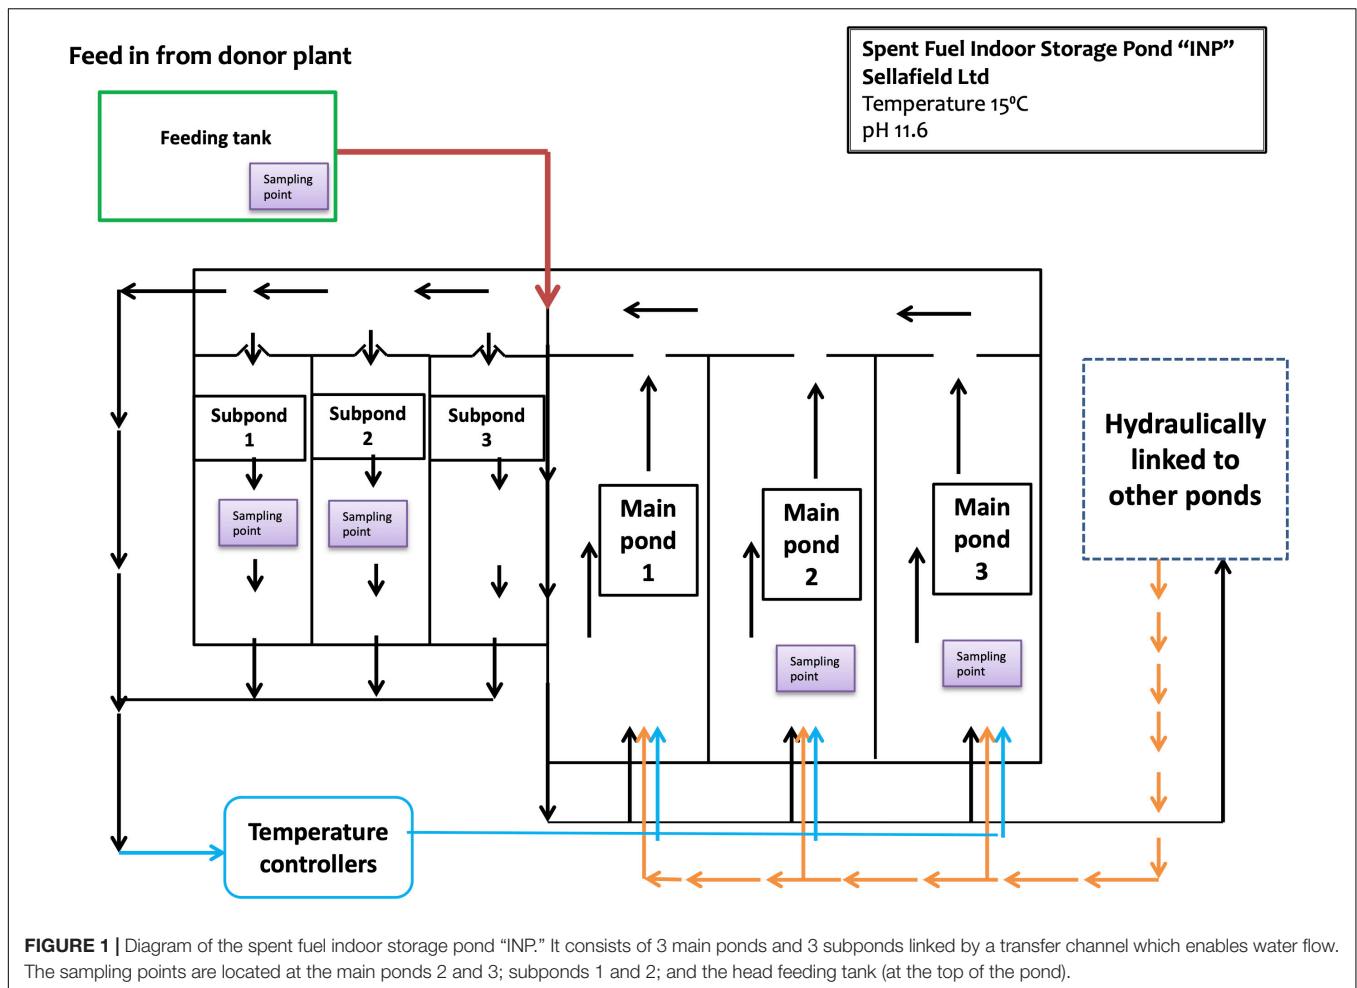 Feed in from donor plant
Spent Fuel Indoor Storage Pond “INP”
Sellafield Ltd
Temperature 15⁰C
pH 11.6
Feeding tank
Sampling
point
Subpond
1
Subpond
2
Subpond
3
Sampling
point
Sampling
point
Main
pond
1
Main
pond
2
Main
pond
3
Sampling
point
Sampling
point
Hydraulically
linked to
other ponds
Temperature
controllers
FIGURE 1 | Diagram of the spent fuel indoor storage pond “INP.” It consists of 3 main ponds and 3 subponds linked by a transfer channel which enables water flow.
The sampling points are located at the main ponds 2 and 3; subponds 1 and 2; and the head feeding tank (at the top of the pond).